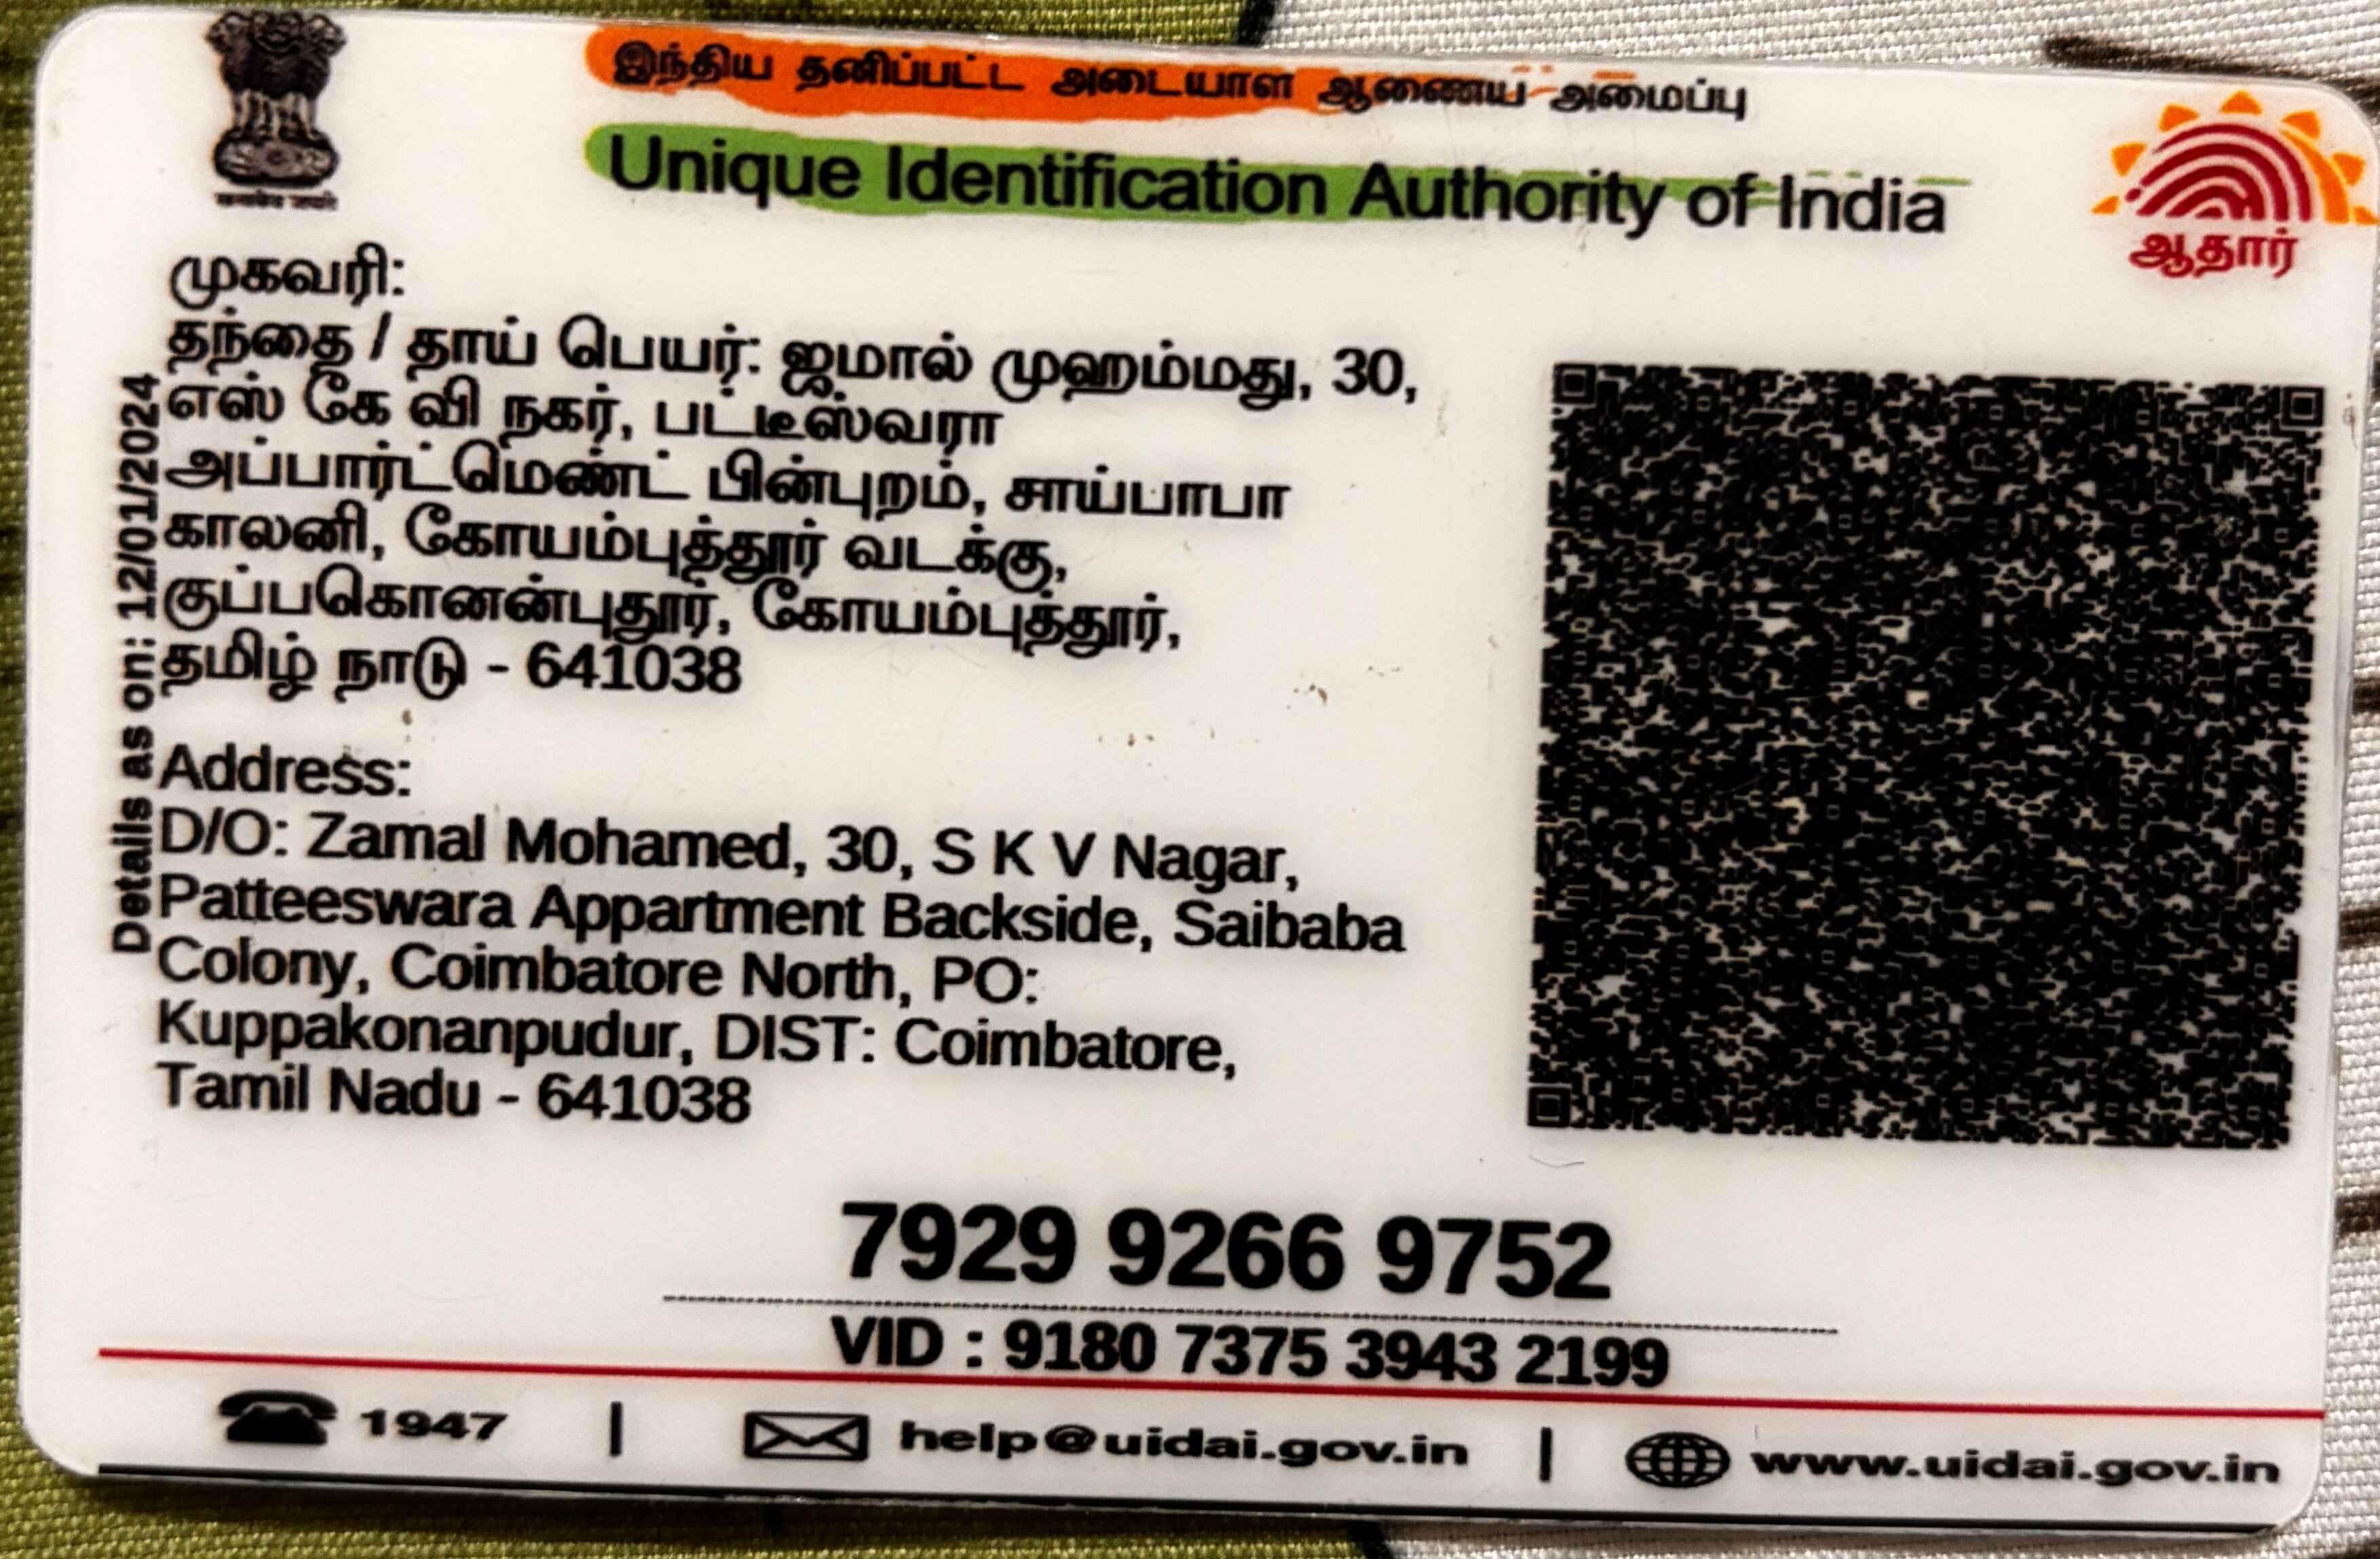 இந்திய தனிப்பட்ட அடையாள ஆணைய அமைப்பு
Unique Identification Authority of India
ஆதார்
முகவரி:
தந்தை / தாய் பெயர்: ஜமால் முஹம்மது, 30,
எஸ் கே வி நகர், பட்டீஸ்வரா
அப்பார்ட்மெண்ட் பின்புறம், சாய்பாபா
காலனி, கோயம்புத்தூர் வடக்கு,
குப்பகொனன்புதூர், கோயம்புத்தூர்,
தமிழ் நாடு - 641038
Details as on: 12/01/2024
Address:
D/O: Zamal Mohamed, 30, S K V Nagar,
Patteeswara Appartment Backside, Saibaba
Colony, Coimbatore North, PO:
Kuppakonanpudur, DIST: Coimbatore,
Tamil Nadu - 641038
7929 9266 9752
VID : 9180 7375 3943 2199
1947 | help@uidai.gov.in | www.uidai.gov.in